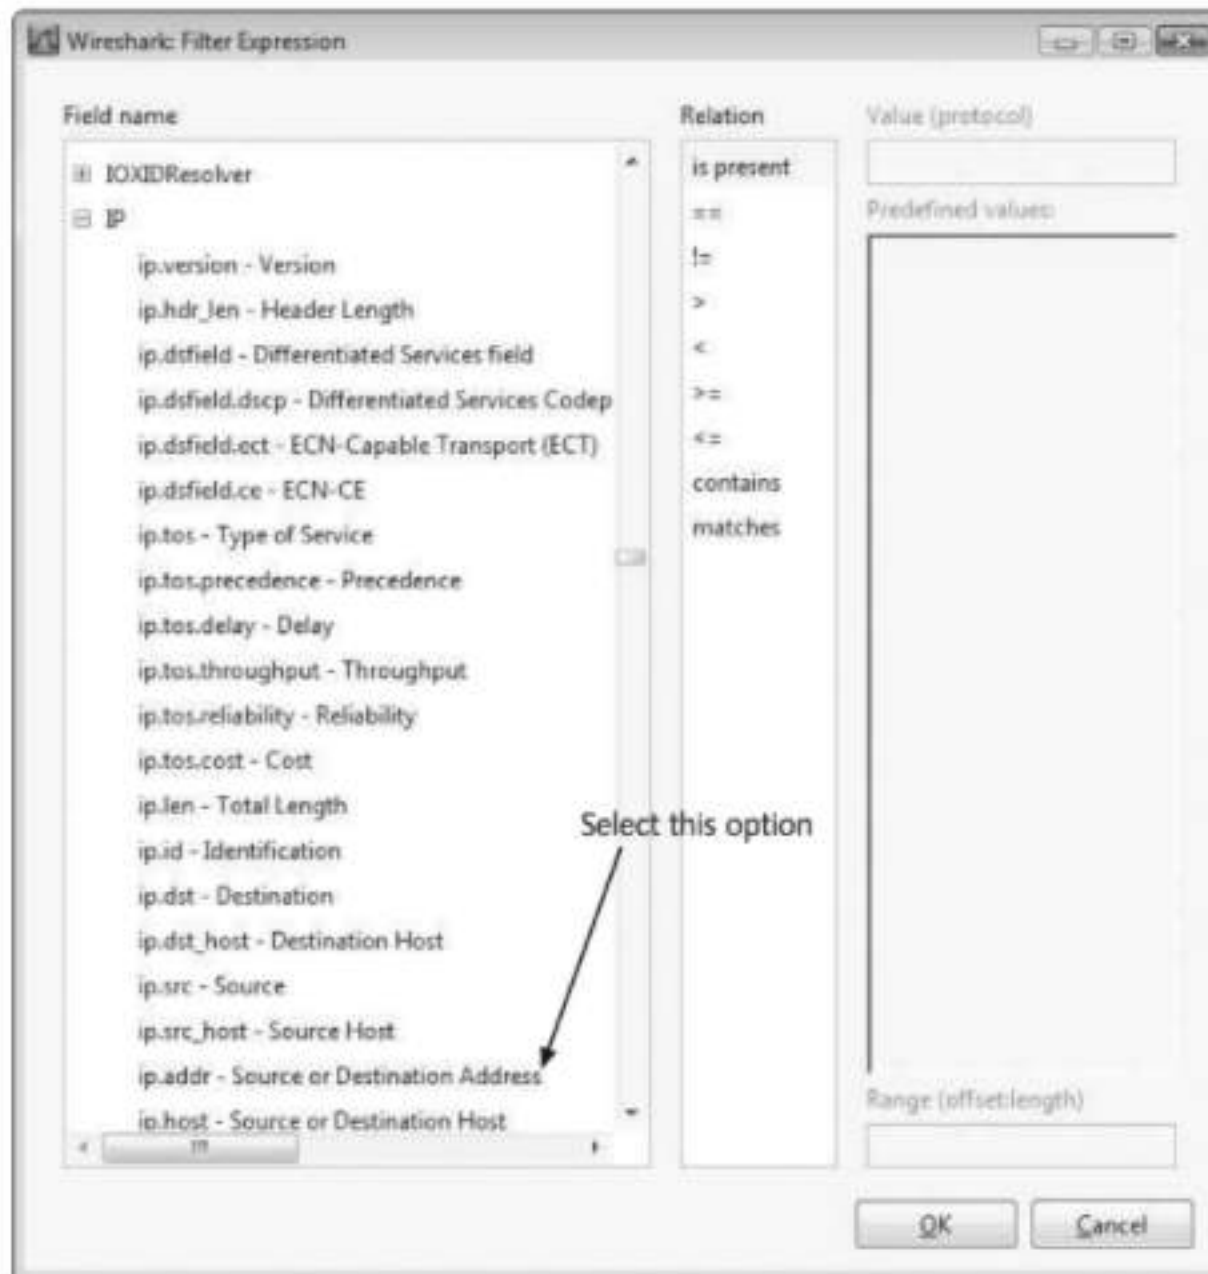 Wireshark: Filter Expression
Field name
IOXIDResolver
IP
ip.version - Version
ip.hdr_len - Header Length
ip.dsfield - Differentiated Services field
ip.dsfield.dscp - Differentiated Services Codep
ip.dsfield.ect - ECN-Capable Transport (ECT)
ip.dsfield.ce - ECN-CE
ip.tos - Type of Service
ip.tos.precedence - Precedence
ip.tos.delay - Delay
ip.tos.throughput - Throughput
ip.tos.reliability - Reliability
ip.tos.cost - Cost
ip.len - Total Length
ip.id - Identification
ip.dst - Destination
ip.dst_host - Destination Host
ip.src - Source
ip.src_host - Source Host
ip.addr - Source or Destination Address
ip.host - Source or Destination Host
Select this option
Relation
is present
==
!=
>
<
>=
<=
contains
matches
Value (protocol)
Predefined values:
Range (offset:length)
OK
Cancel